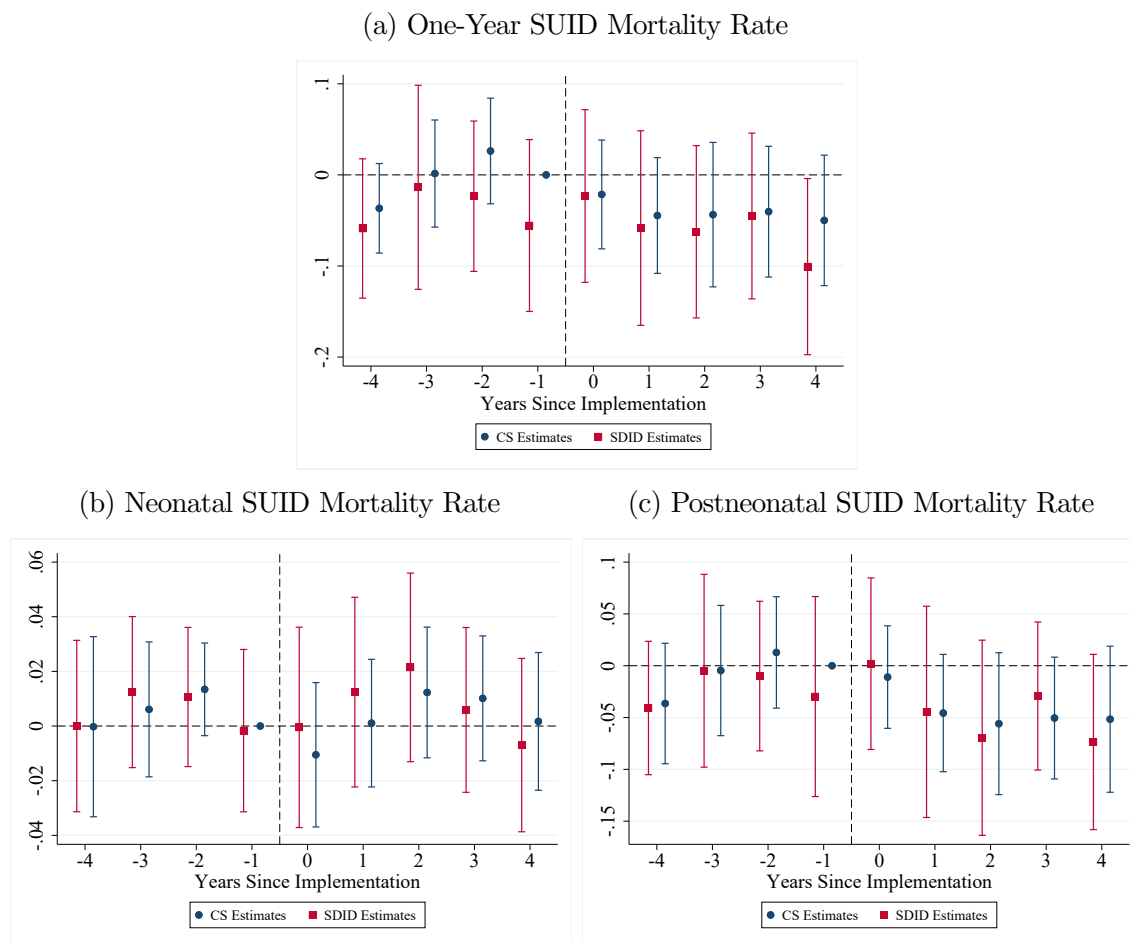 (a) One-Year SUID Mortality Rate
.1
0
-.1
-.2
-4 -3 -2 -1 0 1 2 3 4
Years Since Implementation
CS Estimates SDID Estimates
(b) Neonatal SUID Mortality Rate
.06
.04
.02
0
-.02
-.04
-4 -3 -2 -1 0 1 2 3 4
Years Since Implementation
CS Estimates SDID Estimates
(c) Postneonatal SUID Mortality Rate
.1
.05
0
-.05
-.1
-.15
-4 -3 -2 -1 0 1 2 3 4
Years Since Implementation
CS Estimates SDID Estimates